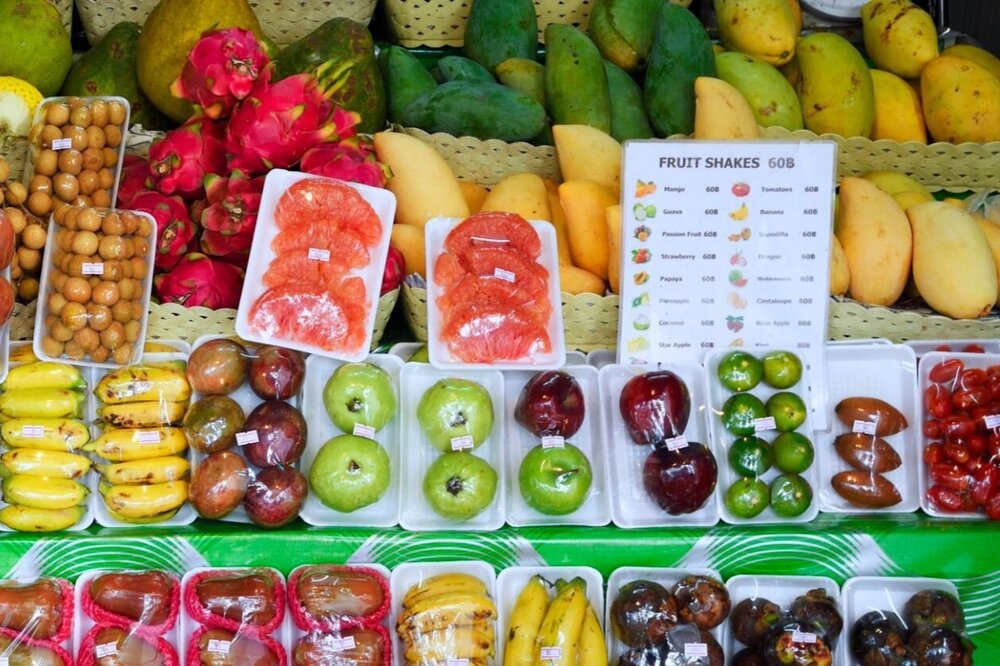 FRUIT SHAKES 60B
Mango 60B Tomatoes 60B
Guava 60B Banana 60B
Passion Fruit 60B Sapodilla 60B
Strawberry 60B Dragon 60B
Papaya 60B Watermelon 60B
Pineapple 60B Cantaloupe 60B
Coconut 60B Rose Apple 60B
Star Apple 60B